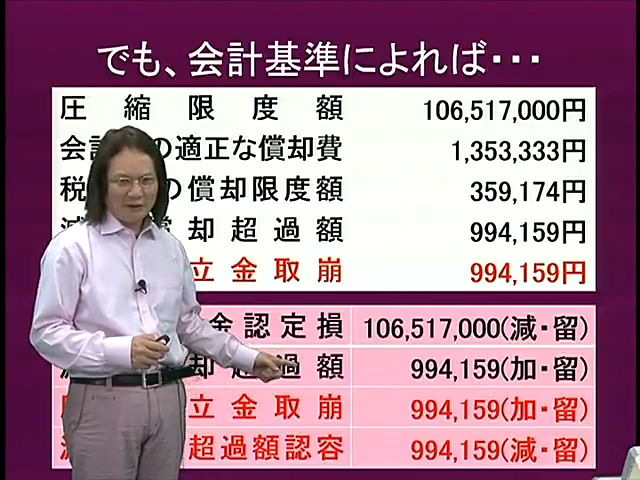 でも、会計基準によれば・・・
圧縮限度額 106,517,000円
会計 の適正な償却費 1,353,333円
税 の償却限度額 359,174円
却超過額 994,159円
立金取崩 994,159円
金認定損 106,517,000(減・留)
却超過額 994,159(加・留)
立金取崩 994,159(加・留)
超過額認容 994,159(減・留)